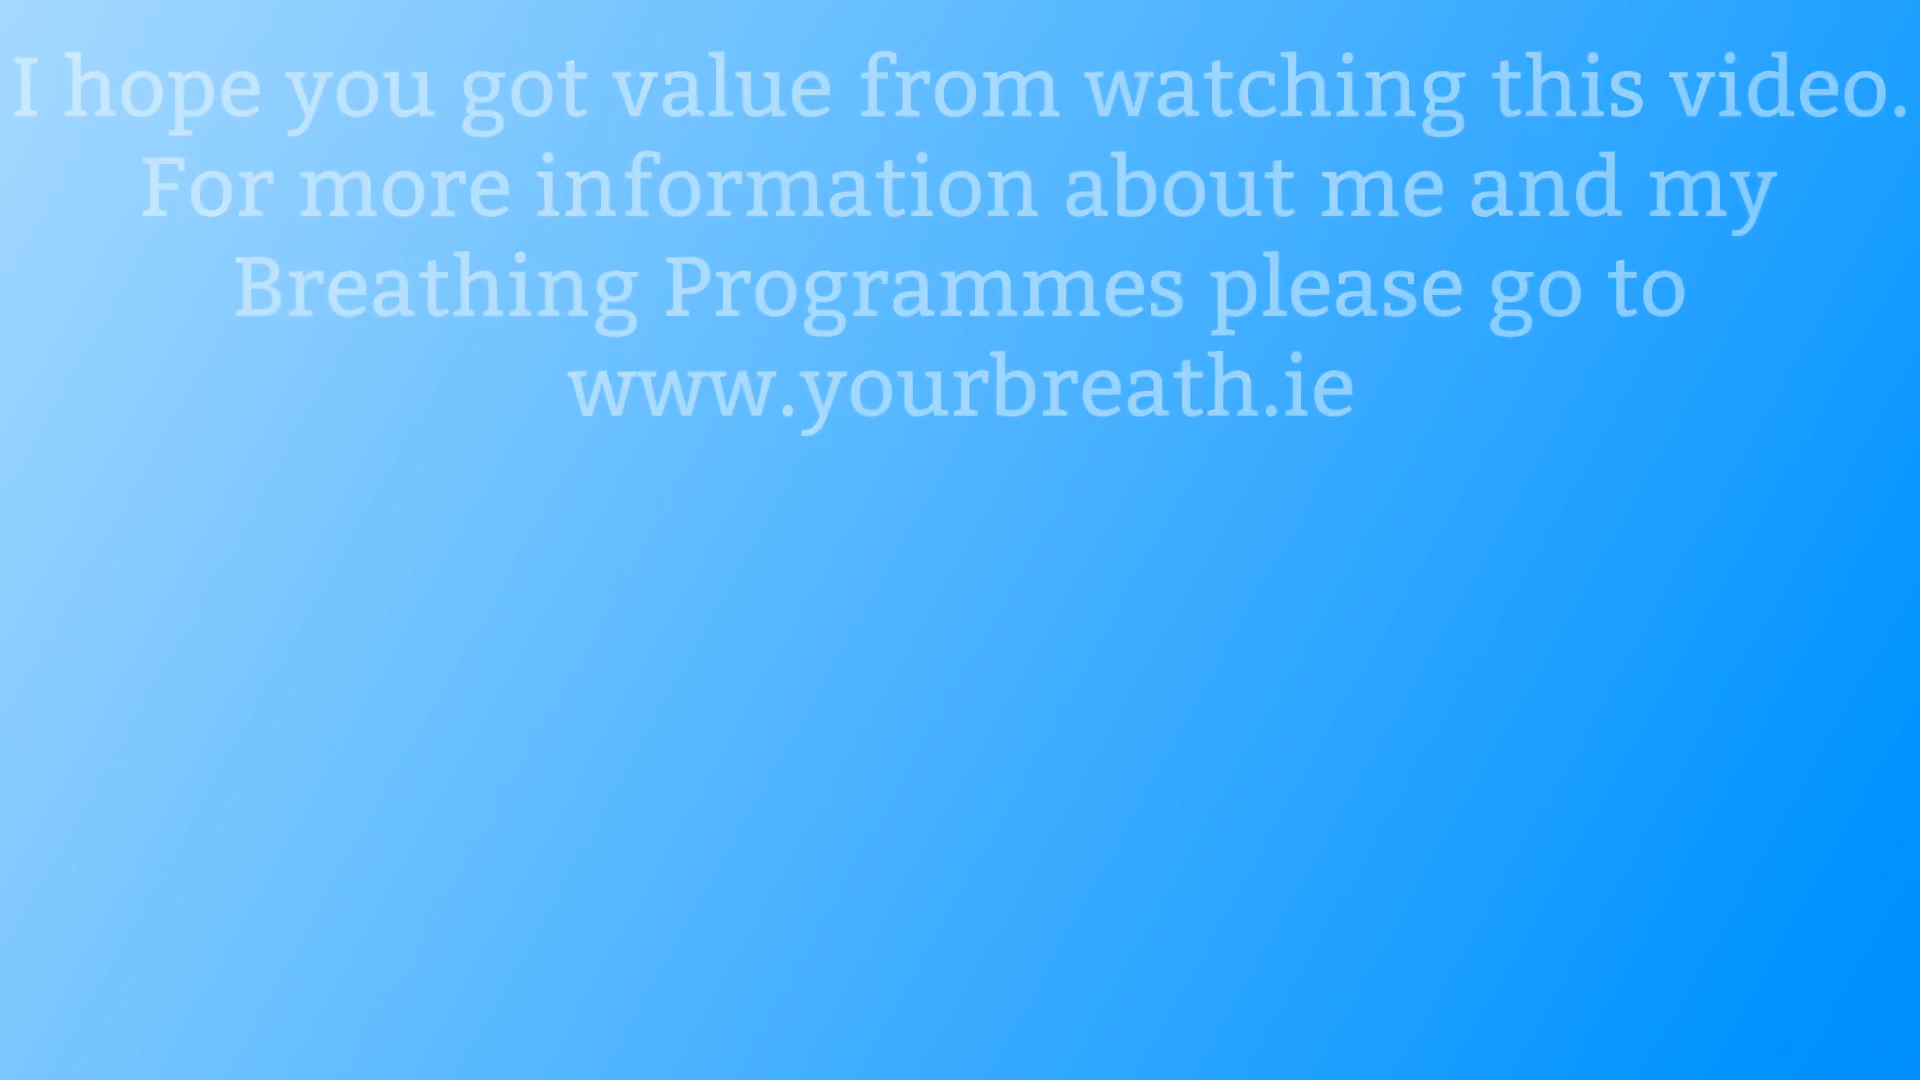 I hope you got value from watching this video.
For more information about me and my
Breathing Programmes please go to
www.yourbreath.ie